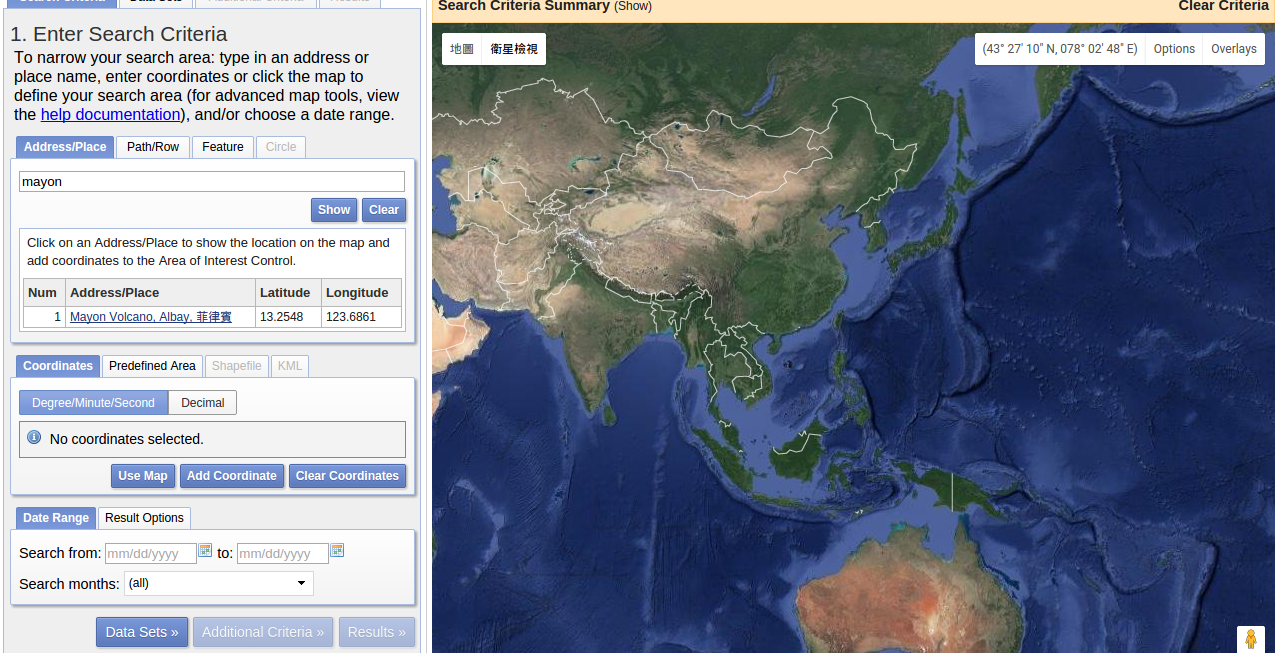 Search Criteria Data Sets Additional Criteria Results
Search Criteria Summary (Show) Clear Criteria
1. Enter Search Criteria
To narrow your search area: type in an address or
place name, enter coordinates or click the map to
define your search area (for advanced map tools, view
the help documentation), and/or choose a date range.
Address/Place Path/Row Feature Circle
mayon
Show Clear
Click on an Address/Place to show the location on the map and
add coordinates to the Area of Interest Control.
Num Address/Place Latitude Longitude
1 Mayon Volcano, Albay, 菲律賓 13.2548 123.6861
Coordinates Predefined Area Shapefile KML
Degree/Minute/Second Decimal
No coordinates selected.
Use Map Add Coordinate Clear Coordinates
Date Range Result Options
Search from: mm/dd/yyyy to: mm/dd/yyyy
Search months: (all)
Data Sets » Additional Criteria » Results »
地圖 衛星檢視
(43° 27' 10" N, 078° 02' 48" E) Options Overlays